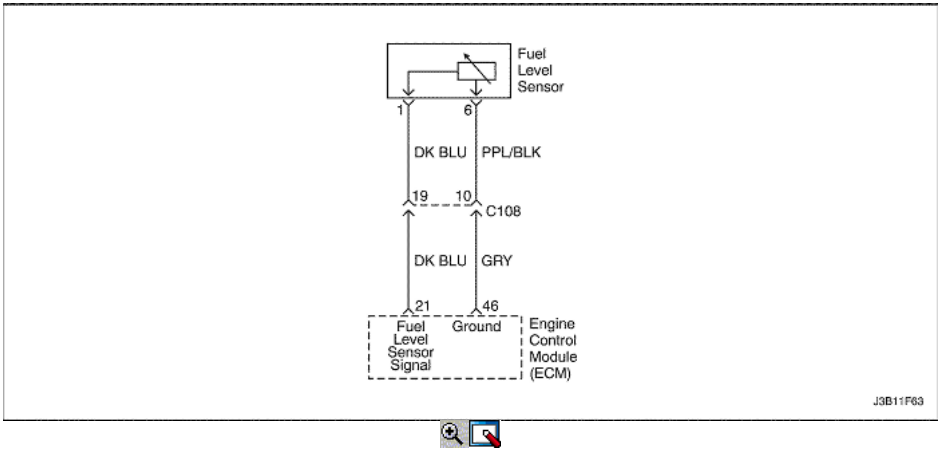 Fuel
Level
Sensor
1 6
DK BLU PPL/BLK
19 10
C108
DK BLU GRY
21 46
Fuel
Level
Sensor
Signal
Ground
Engine
Control
Module
(ECM)
J3B11F63